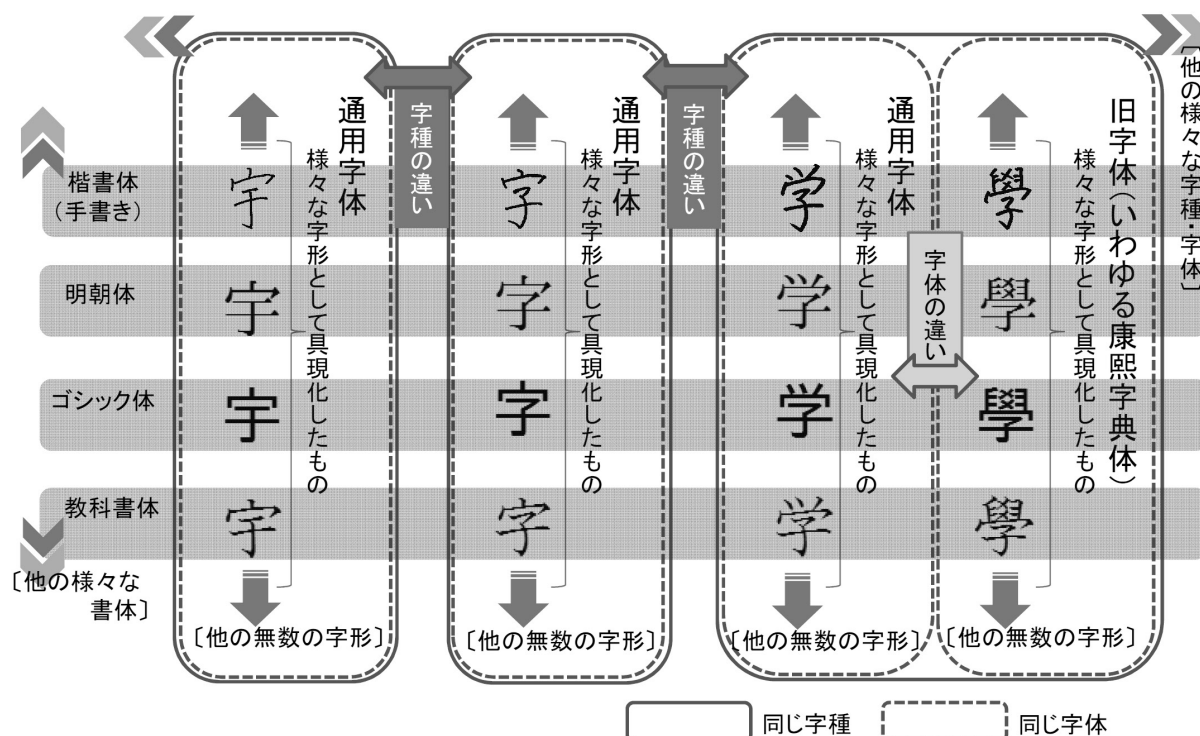 通用字体
様々な字形として具現化したもの
字種の違い
通用字体
様々な字形として具現化したもの
字種の違い
通用字体
様々な字形として具現化したもの
字体の違い
旧字体(いわゆる康熙字典体)
様々な字形として具現化したもの
〔他の様々な字種・字体〕
楷書体
(手書き)
宇 字 学 學
明朝体
宇 字 学 學
ゴシック体
宇 字 学 學
教科書体
宇 字 学 學
〔他の様々な
書体〕
〔他の無数の字形〕 〔他の無数の字形〕 〔他の無数の字形〕 〔他の無数の字形〕
同じ字種 同じ字体